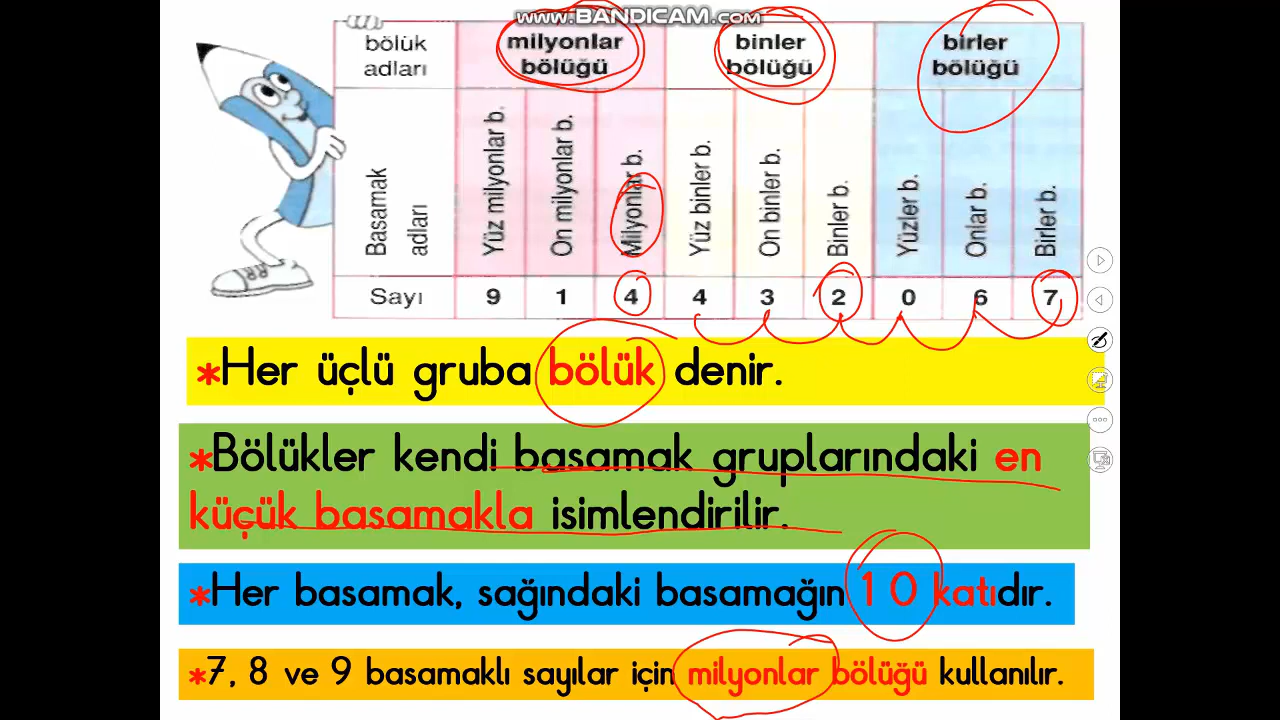 www.BANDICAM.com
bölük adları
milyonlar bölüğü
binler bölüğü
birler bölüğü
Basamak adları
Yüz milyonlar b.
On milyonlar b.
Milyonlar b.
Yüz binler b.
On binler b.
Binler b.
Yüzler b.
Onlar b.
Birler b.
Sayı 9 1 4 4 3 2 0 6 7
*Her üçlü gruba bölük denir.
*Bölükler kendi basamak gruplarındaki en
küçük basamakla isimlendirilir.
*Her basamak, sağındaki basamağın 10 katıdır.
*7, 8 ve 9 basamaklı sayılar için milyonlar bölüğü kullanılır.